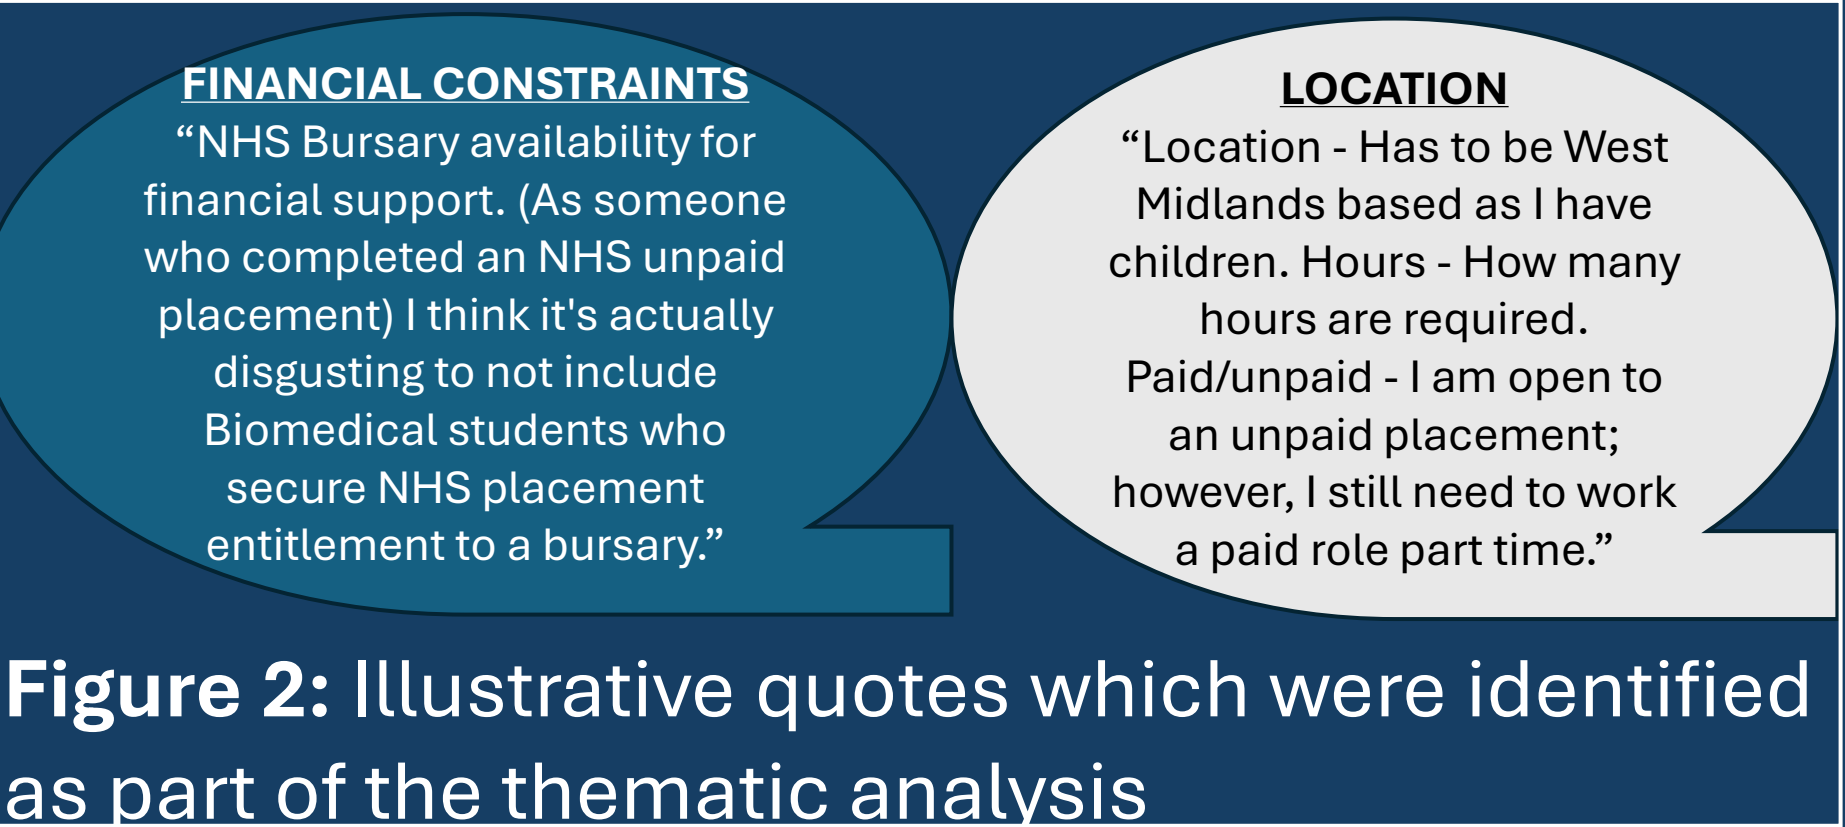 FINANCIAL CONSTRAINTS
“NHS Bursary availability for
financial support. (As someone
who completed an NHS unpaid
placement) I think it's actually
disgusting to not include
Biomedical students who
secure NHS placement
entitlement to a bursary.”
LOCATION
“Location - Has to be West
Midlands based as I have
children. Hours - How many
hours are required.
Paid/unpaid - I am open to
an unpaid placement;
however, I still need to work
a paid role part time.”
Figure 2: Illustrative quotes which were identified
as part of the thematic analysis